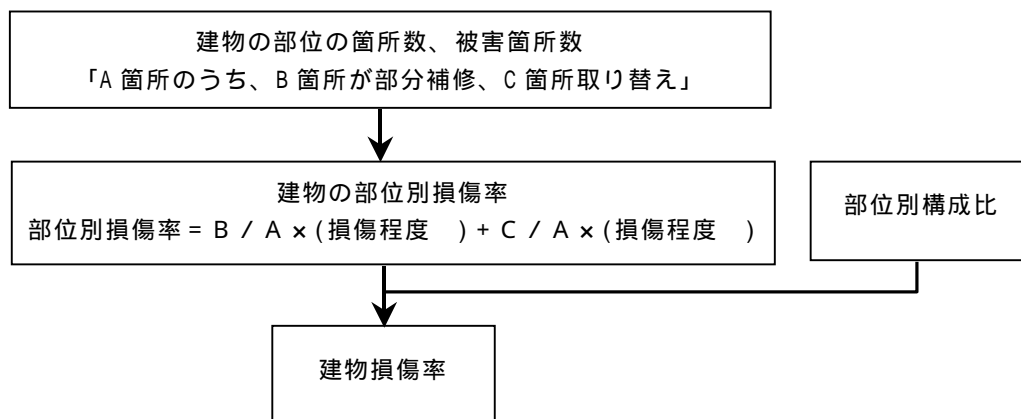 建物の部位の箇所数、被害箇所数
「A箇所のうち、B箇所が部分補修、C箇所取り替え」
建物の部位別損傷率
部位別損傷率 = B / A × (損傷程度　) + C / A × (損傷程度　)
部位別構成比
建物損傷率